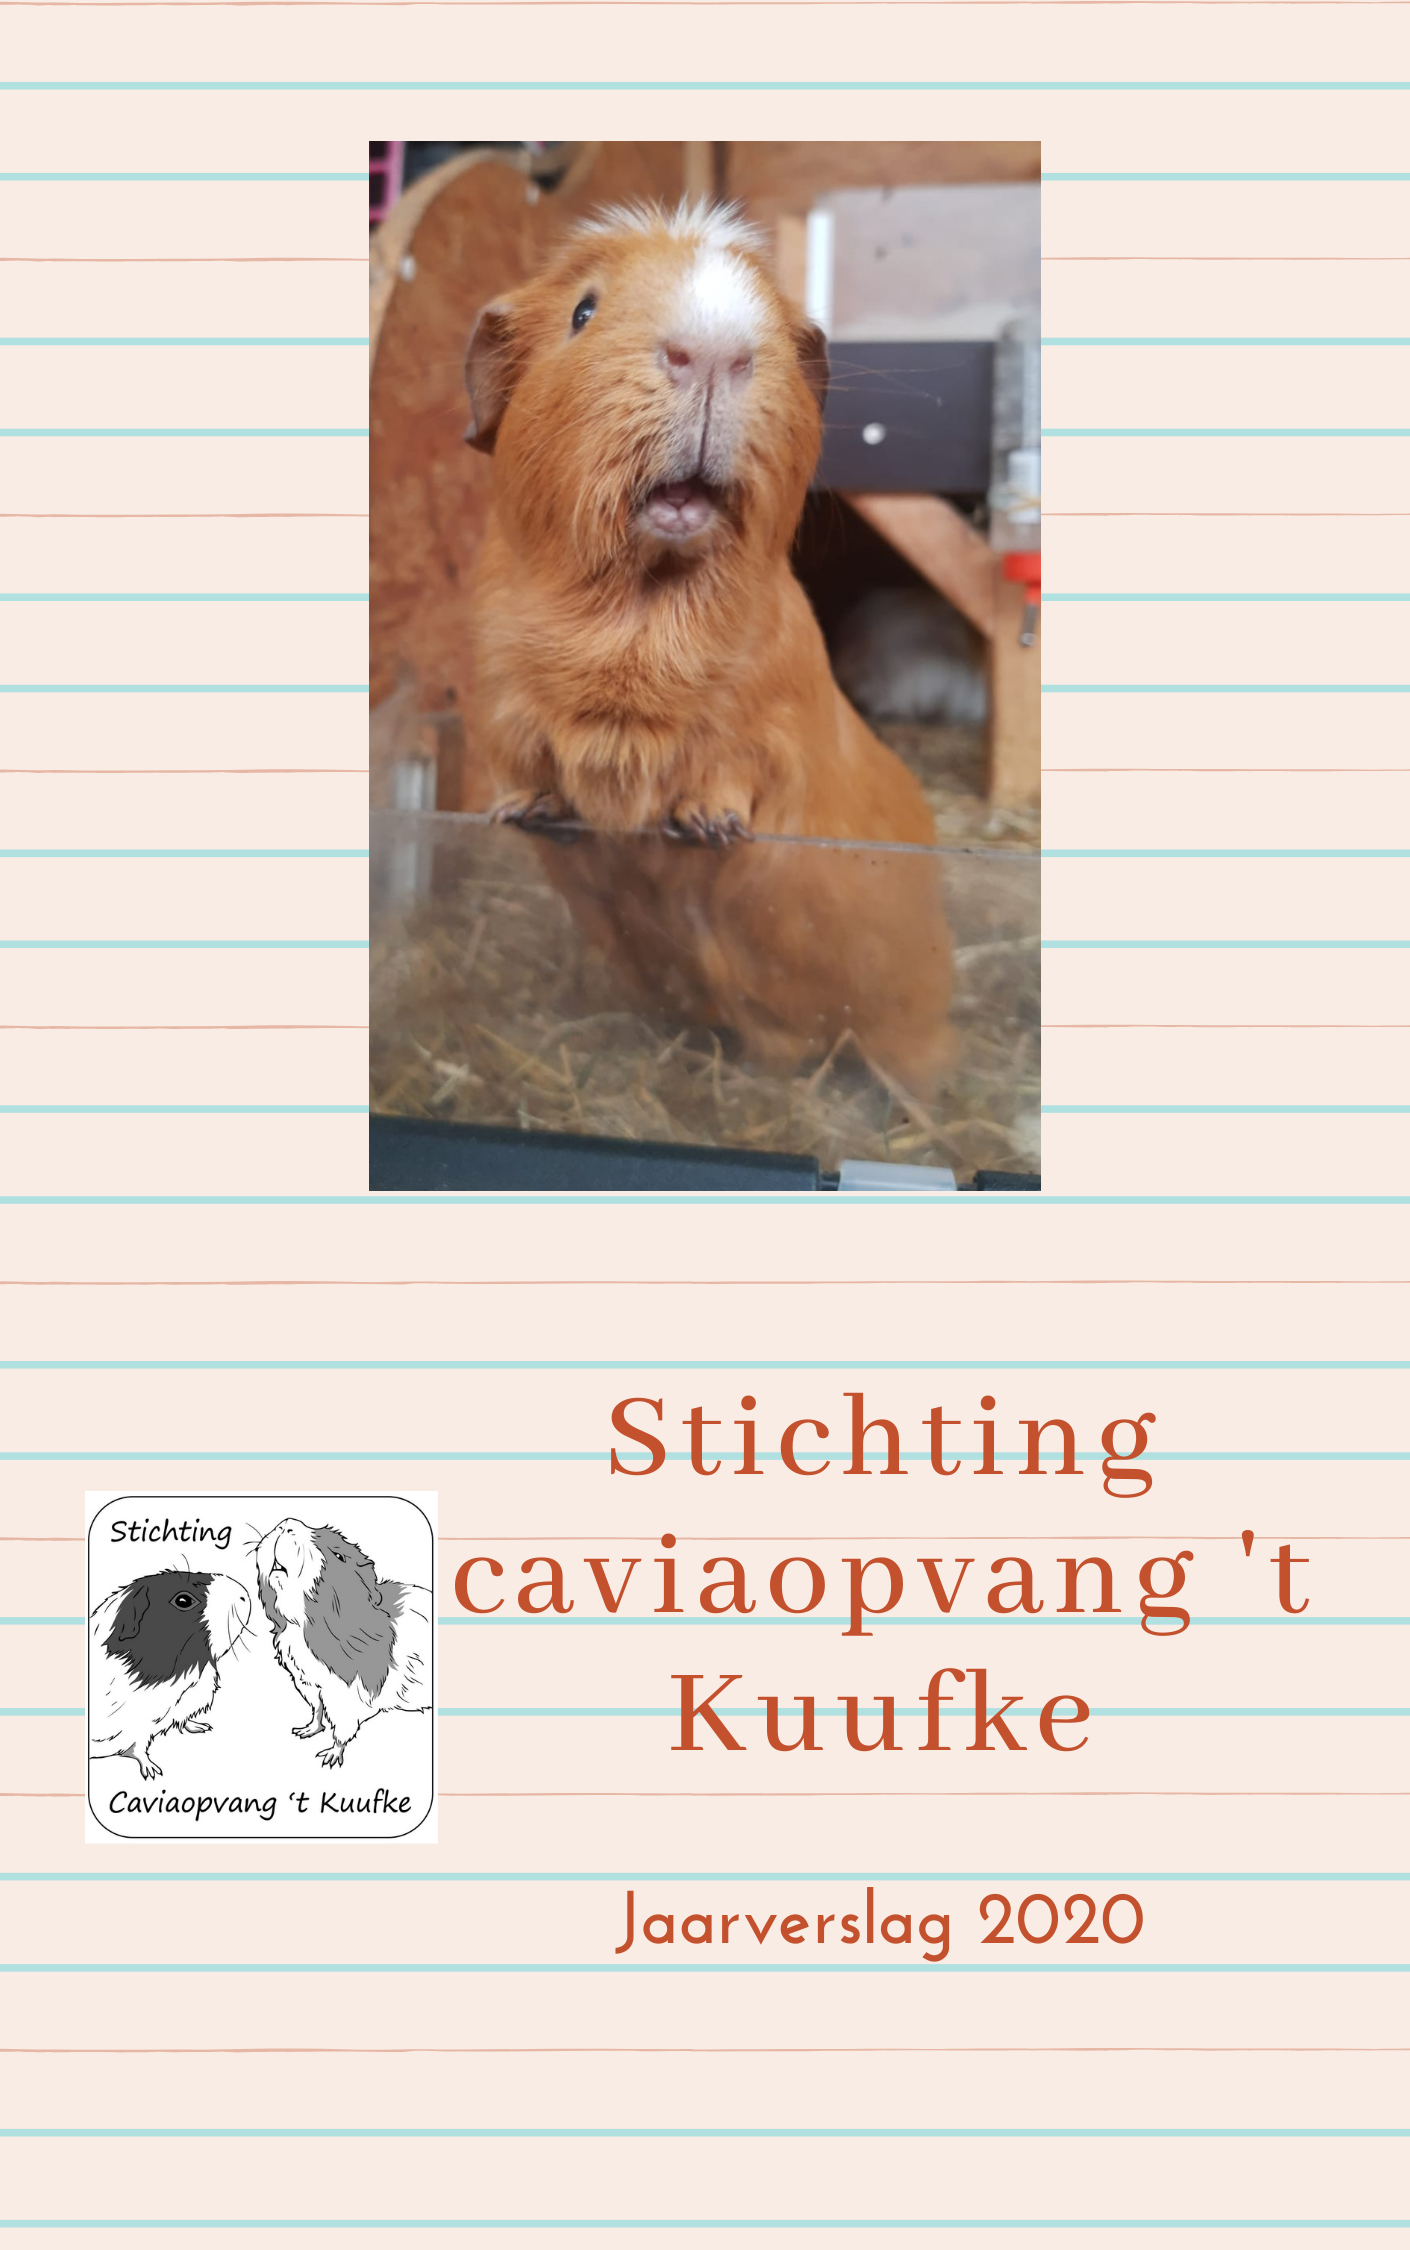 Stichting
caviaopvang 't
Kuufke
Stichting
Caviaopvang ‘t Kuufke
Jaarverslag 2020